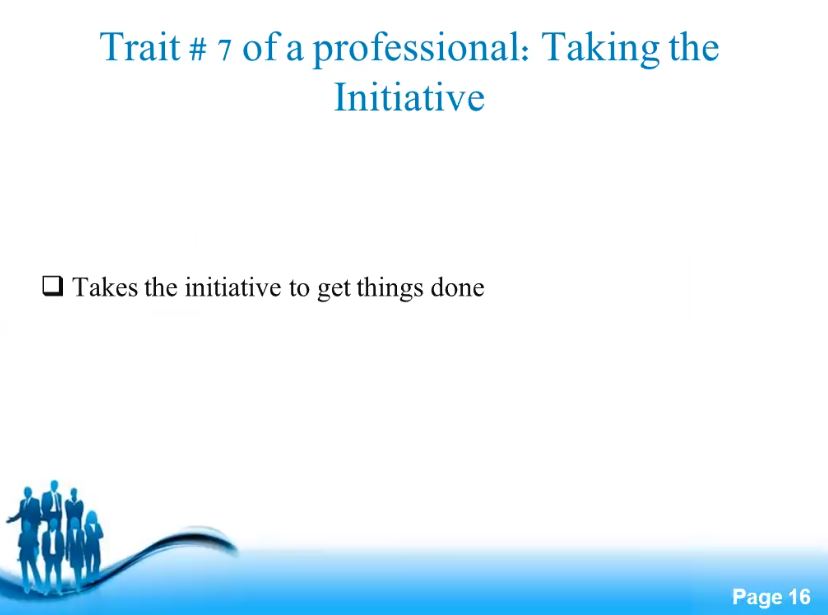 Trait # 7 of a professional: Taking the
Initiative
❑ Takes the initiative to get things done
Page 16